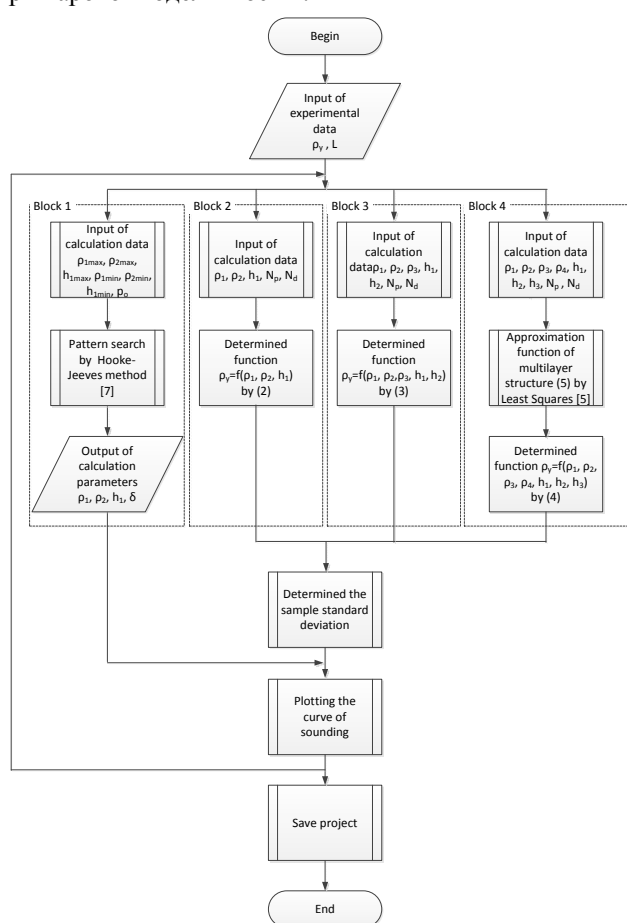 Begin
Input of
experimental
data
ργ , L
Block 1
Input of
calculation data
ρ1max, ρ2max,
h1max, ρ1min, ρ2min,
h1min, po
Pattern search
by Hooke-
Jeeves method
[7]
Output of
calculation
parameters
ρ1, ρ2, h1, δ
Block 2
Input of
calculation data
ρ1, ρ2, h1, Np, Nd
Determined
function
ργ=f(ρ1, ρ2, h1)
by (2)
Block 3
Input of
calculation
dataρ1, ρ2, ρ3, h1,
h2, Np, Nd
Determined
function
ργ=f(ρ1, ρ2,ρ3, h1, h2)
by (3)
Block 4
Input of
calculation data
ρ1, ρ2, ρ3, ρ4, h1,
h2, h3, Np , Nd
Approximation
function of
multilayer
structure (5) by
Least Squares [5]
Determined
function ργ=f(ρ1, ρ2,
ρ3, ρ4, h1, h2, h3)
by (4)
Determined the
sample standard
deviation
Plotting the
curve of
sounding
Save project
End